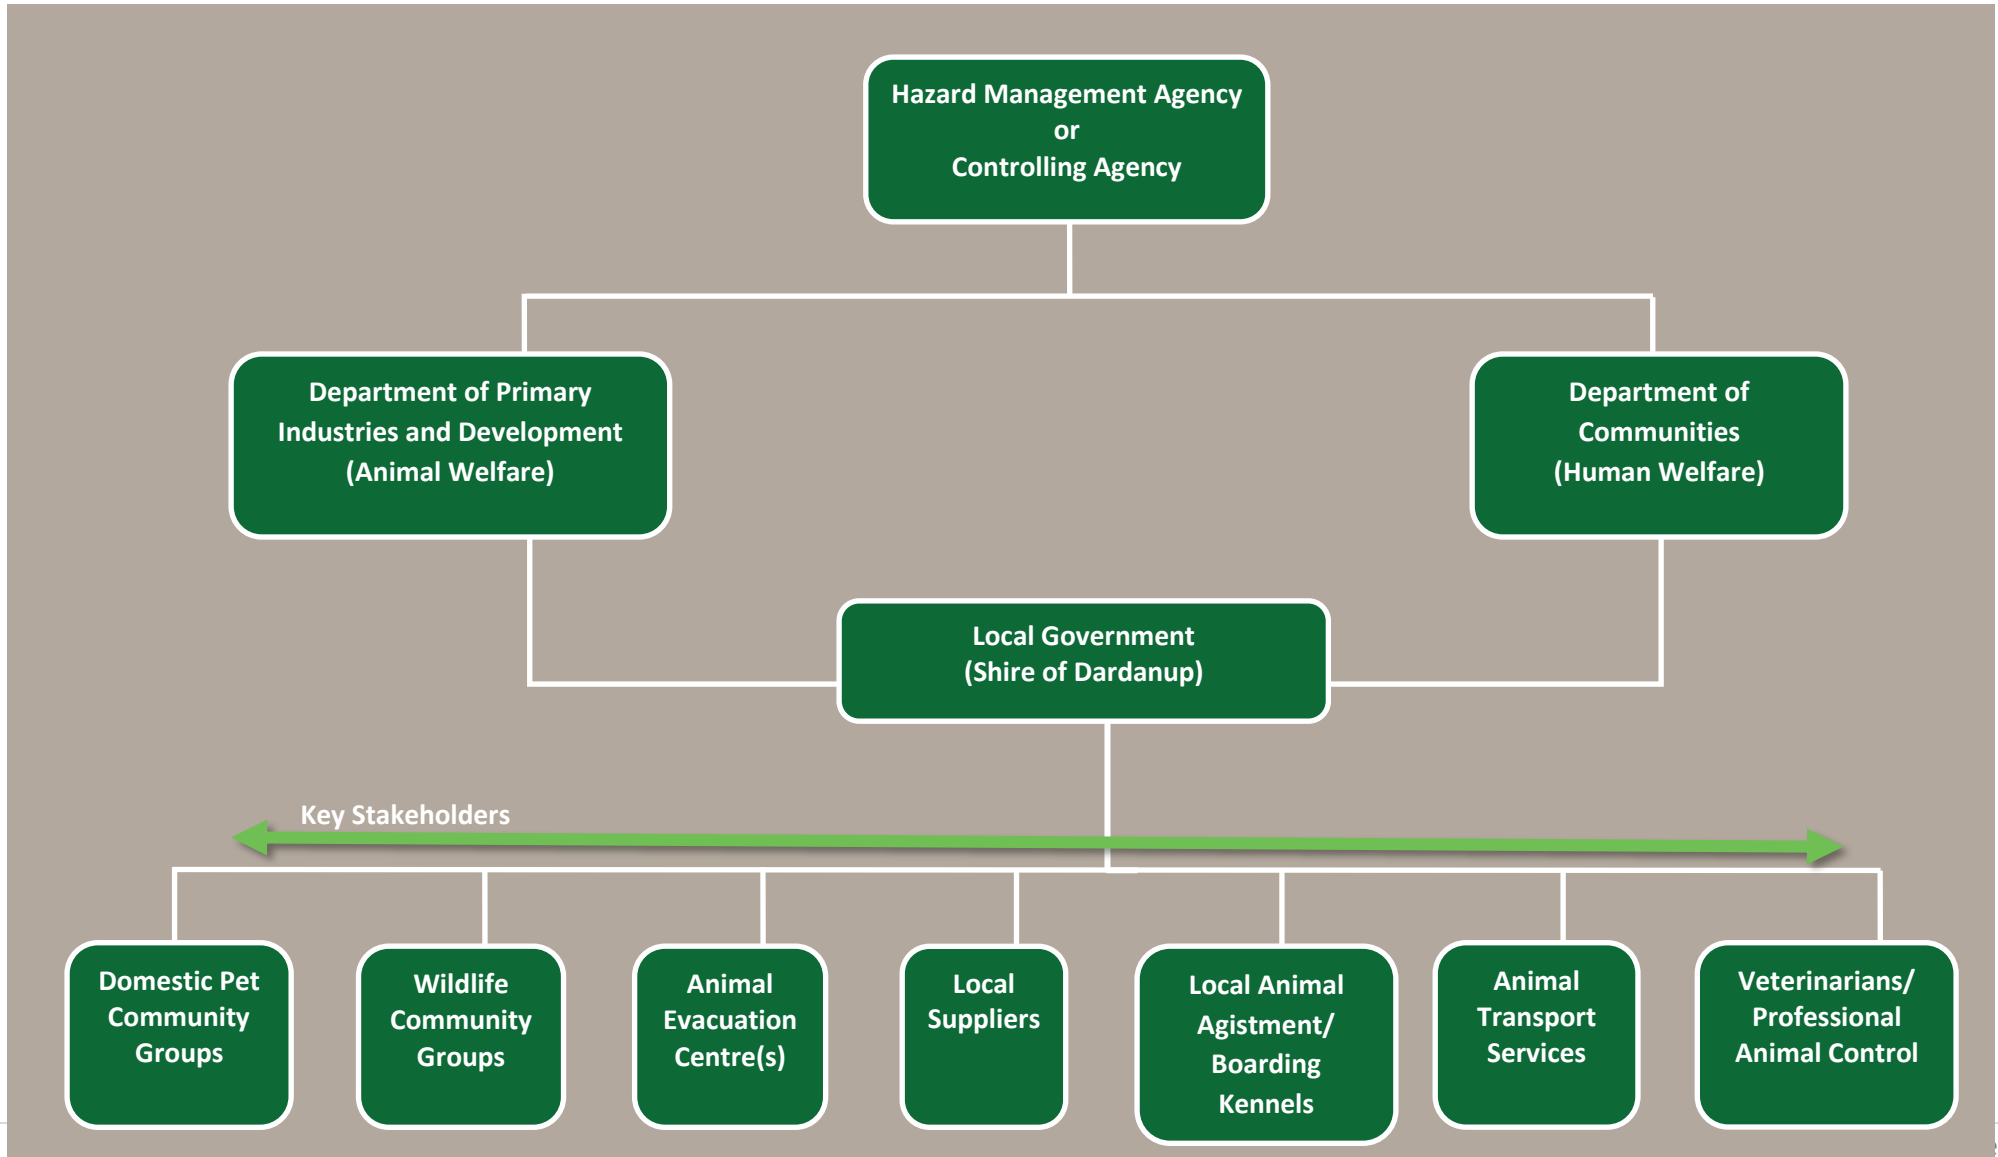 Hazard Management Agency
or
Controlling Agency
Department of Primary
Industries and Development
(Animal Welfare)
Department of
Communities
(Human Welfare)
Local Government
(Shire of Dardanup)
Key Stakeholders
Domestic Pet
Community
Groups
Wildlife
Community
Groups
Animal
Evacuation
Centre(s)
Local
Suppliers
Local Animal
Agistment/
Boarding
Kennels
Animal
Transport
Services
Veterinarians/
Professional
Animal Control